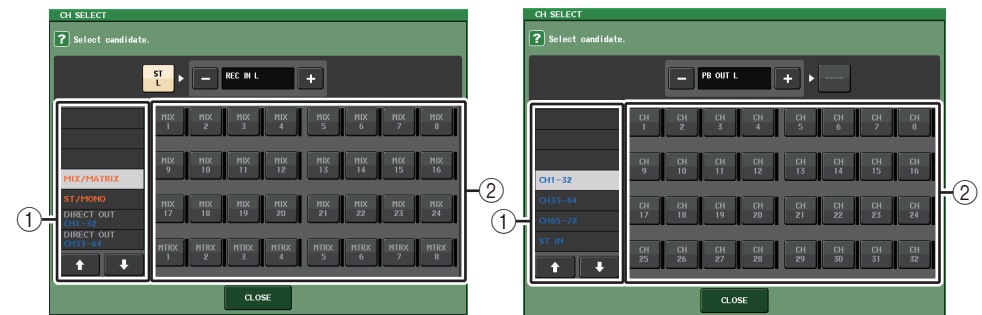 CH SELECT
? Select candidate.
ST L
− REC IN L +
MIX/MATRIX
ST/MONO
DIRECT OUT
CH1-32
DIRECT OUT
CH33-64
MIX 1 MIX 2 MIX 3 MIX 4 MIX 5 MIX 6 MIX 7 MIX 8
MIX 9 MIX 10 MIX 11 MIX 12 MIX 13 MIX 14 MIX 15 MIX 16
MIX 17 MIX 18 MIX 19 MIX 20 MIX 21 MIX 22 MIX 23 MIX 24
MTRX 1 MTRX 2 MTRX 3 MTRX 4 MTRX 5 MTRX 6 MTRX 7 MTRX 8
①
②
CLOSE
CH SELECT
? Select candidate.
− PB OUT L +
----
CH1-32
CH33-64
CH65-72
ST IN
CH 1 CH 2 CH 3 CH 4 CH 5 CH 6 CH 7 CH 8
CH 9 CH 10 CH 11 CH 12 CH 13 CH 14 CH 15 CH 16
CH 17 CH 18 CH 19 CH 20 CH 21 CH 22 CH 23 CH 24
CH 25 CH 26 CH 27 CH 28 CH 29 CH 30 CH 31 CH 32
①
②
CLOSE